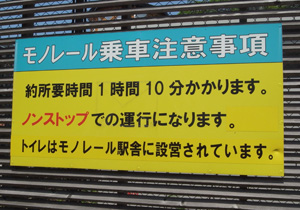 モノレール乗車注意事項
約所要時間1時間10分かかります。
ノンストップでの運行になります。
トイレはモノレール駅舎に設営されています。